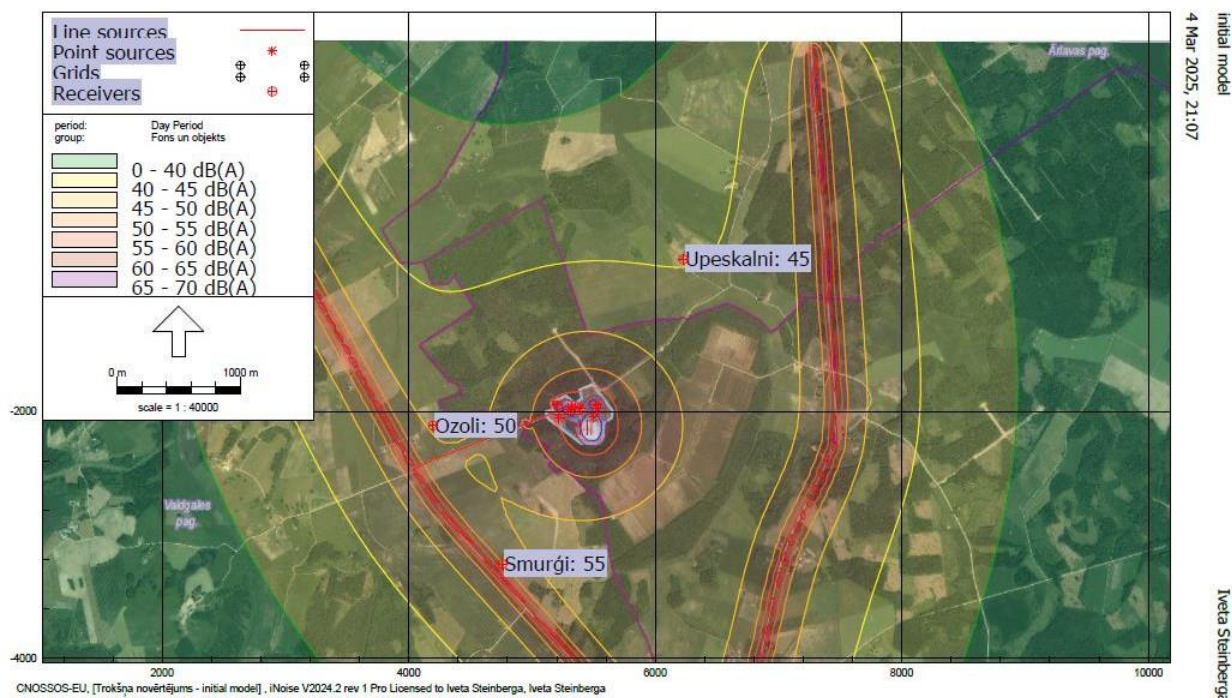 Line sources
Point sources
Grids
Receivers
period: Day Period
group: Fons un objekts
0 - 40 dB(A)
40 - 45 dB(A)
45 - 50 dB(A)
50 - 55 dB(A)
55 - 60 dB(A)
60 - 65 dB(A)
65 - 70 dB(A)
0 m 1000 m
scale = 1 : 40000
Ārlavas pag.
Upeskalni: 45
-2000
Ozoli: 50
Valdgales pag.
Smurģi: 55
-4000
2000 4000 6000 8000 10000
CNOSSOS-EU, [Trokšņa novērtējums - initial model] , iNoise V2024.2 rev 1 Pro Licensed to Iveta Steinberga, Iveta Steinberga
initial model
4 Mar 2025, 21:07
Iveta Steinberga